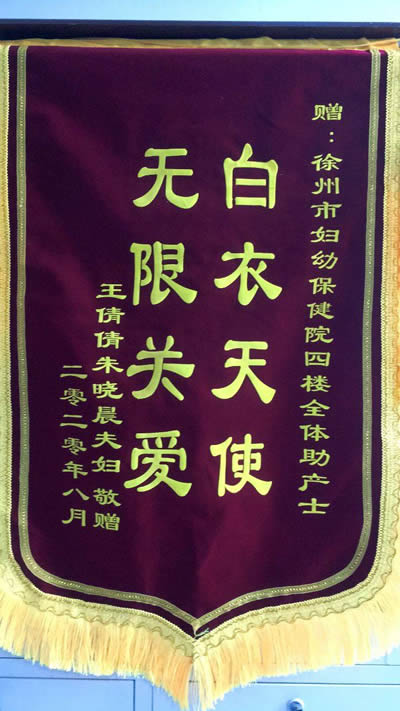 赠：徐州市妇幼保健院四楼全体助产士
白衣天使
无限关爱
王倩倩朱晓晨夫妇 敬赠
二零二零年八月